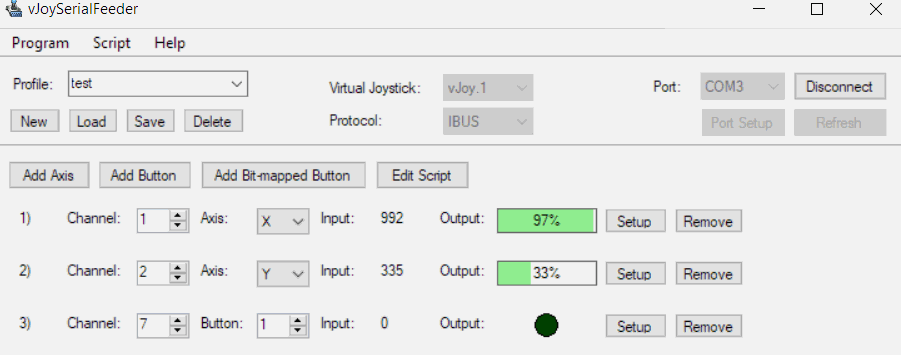 vJoySerialFeeder
Program Script Help
Profile: test Virtual Joystick: vJoy.1 Port: COM3 Disconnect
New Load Save Delete Protocol: IBUS Port Setup Refresh
Add Axis Add Button Add Bit-mapped Button Edit Script
1) Channel: 1 Axis: X Input: 992 Output: 97% Setup Remove
2) Channel: 2 Axis: Y Input: 335 Output: 33% Setup Remove
3) Channel: 7 Button: 1 Input: 0 Output: Setup Remove